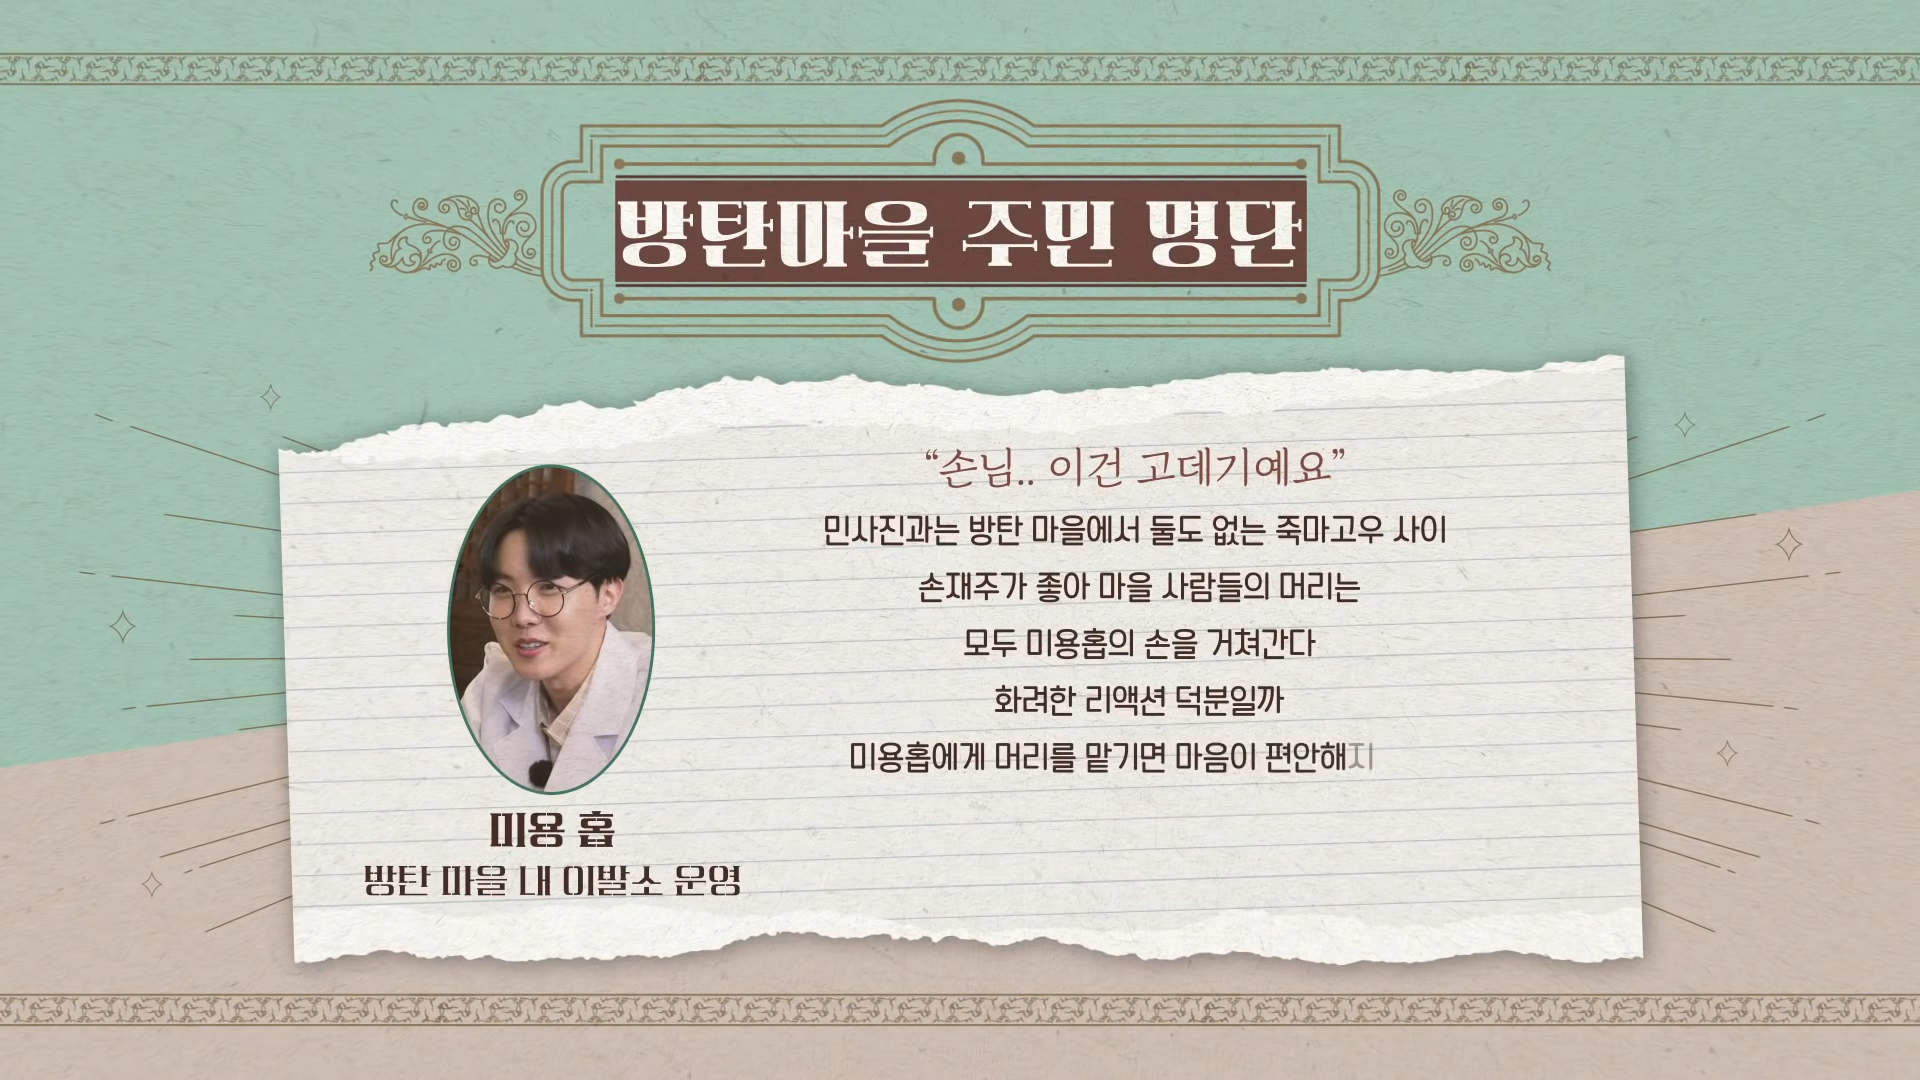 방탄마을 주민 명단
“손님.. 이건 고데기예요”
민사진과는 방탄 마을에서 둘도 없는 죽마고우 사이
손재주가 좋아 마을 사람들의 머리는
모두 미용홉의 손을 거쳐간다
화려한 리액션 덕분일까
미용홉에게 머리를 맡기면 마음이 편안해지
미용 홉
방탄 마을 내 이발소 운영